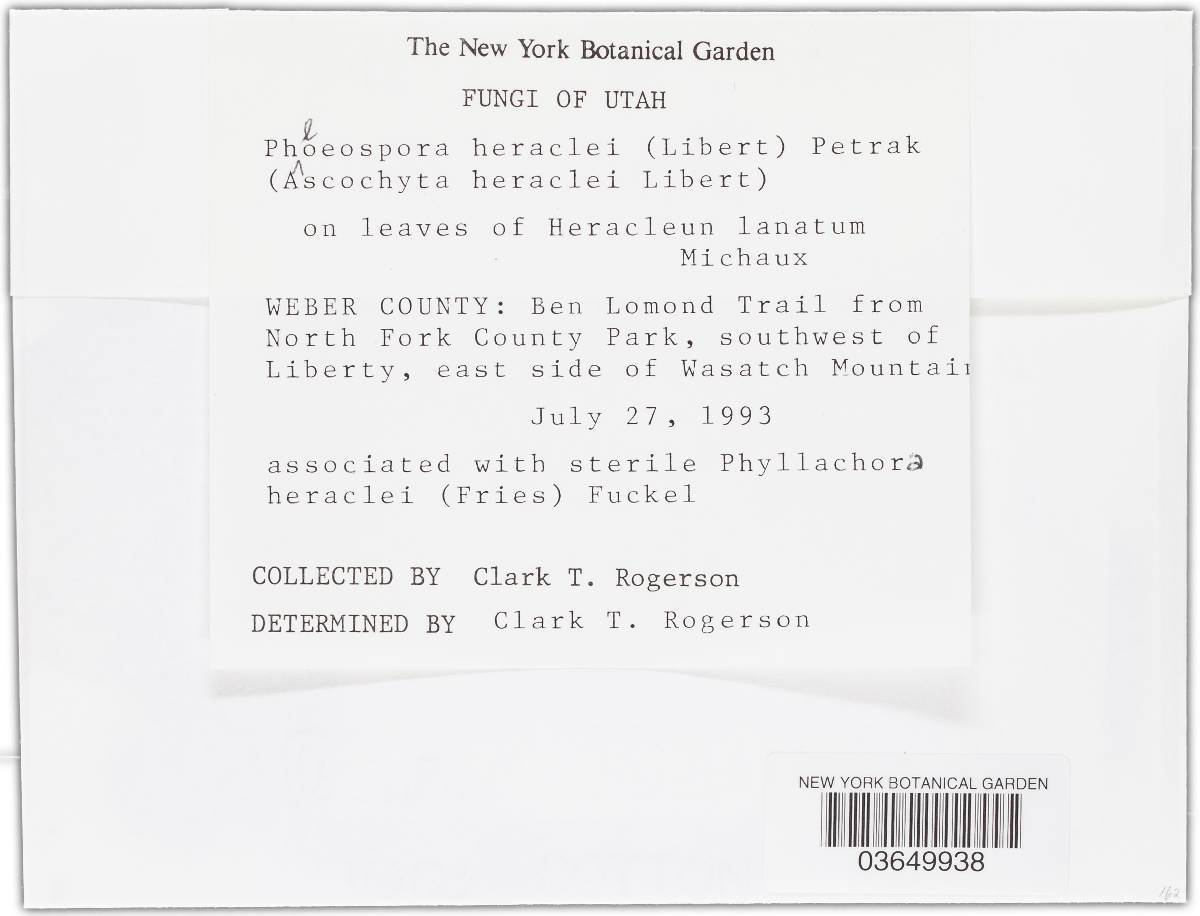 The New York Botanical Garden
FUNGI OF UTAH
Phloeospora heraclei (Libert) Petrak
(Ascochyta heraclei Libert)
on leaves of Heracleun lanatum
Michaux
WEBER COUNTY: Ben Lomond Trail from
North Fork County Park, southwest of
Liberty, east side of Wasatch Mountain
July 27, 1993
associated with sterile Phyllachora
heraclei (Fries) Fuckel
COLLECTED BY Clark T. Rogerson
DETERMINED BY Clark T. Rogerson
NEW YORK BOTANICAL GARDEN
03649938